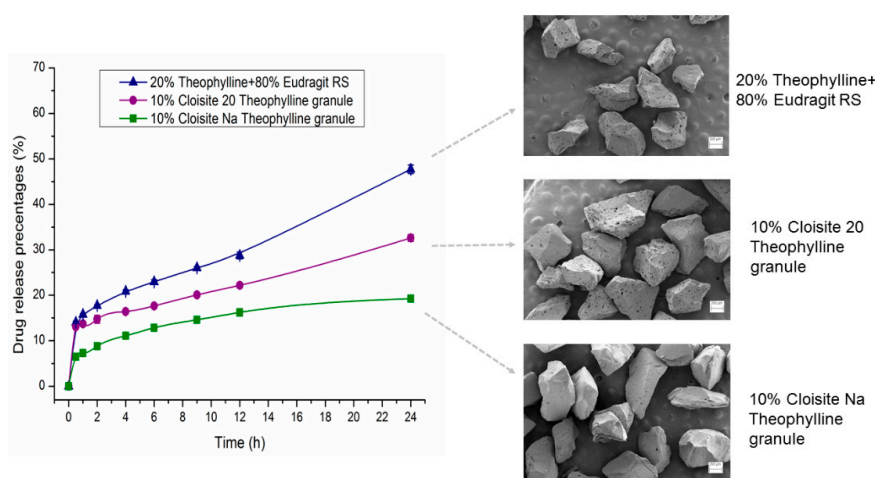 70
60
50
40
30
20
10
0
Drug release precentages (%)
20% Theophylline+80% Eudragit RS
10% Cloisite 20 Theophylline granule
10% Cloisite Na Theophylline granule
0 2 4 6 8 10 12 14 16 18 20 22 24
Time (h)
20% Theophylline+
80% Eudragit RS
10% Cloisite 20
Theophylline
granule
10% Cloisite Na
Theophylline
granule